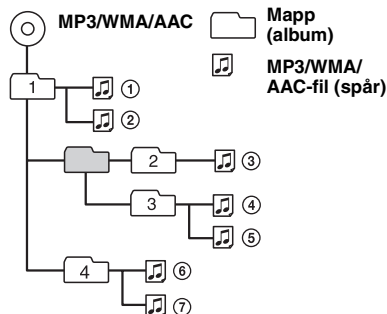 MP3/WMA/AAC
Mapp
(album)
MP3/WMA/
AAC-fil (spår)
1
①
②
2
③
3
④
⑤
4
⑥
⑦